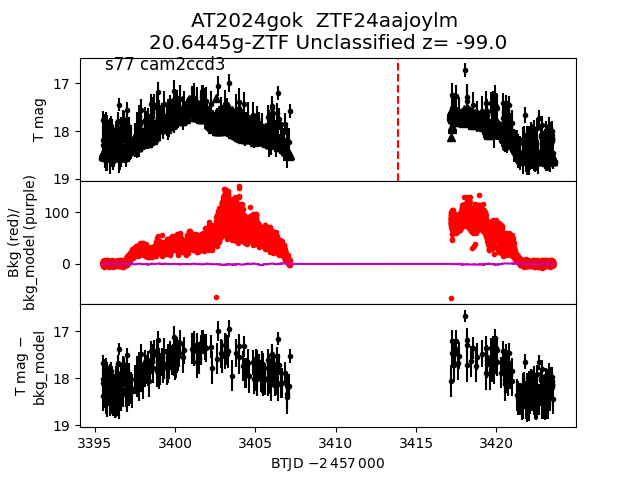 AT2024gok  ZTF24aajoylm
20.6445g-ZTF Unclassified z= -99.0
s77 cam2ccd3
T mag
17
18
19
Bkg (red)/
bkg_model (purple)
100
0
T mag −
bkg_model
17
18
19
3395 3400 3405 3410 3415 3420
BTJD −2 457 000